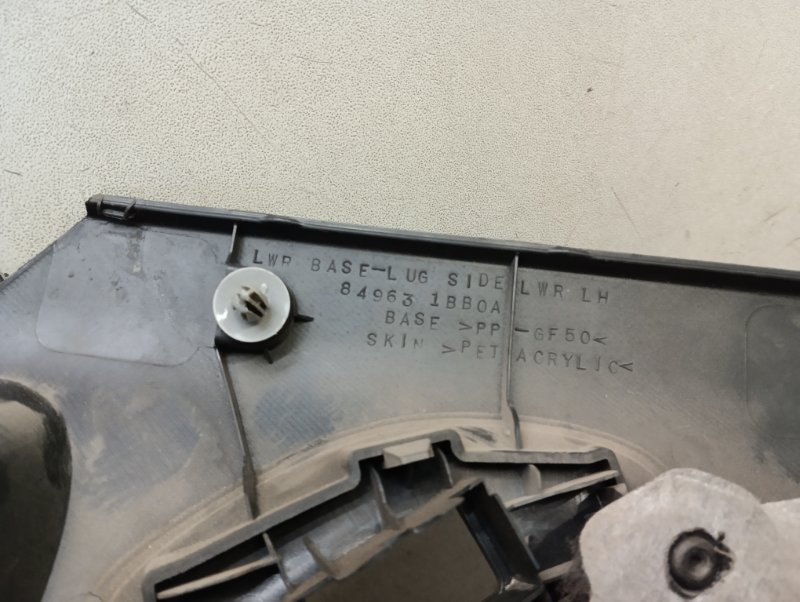 LWR BASE-LUG SIDE LWR LH
84963 1BB0A
BASE >PP-GF50<
SKIN >PET ACRYLIC<